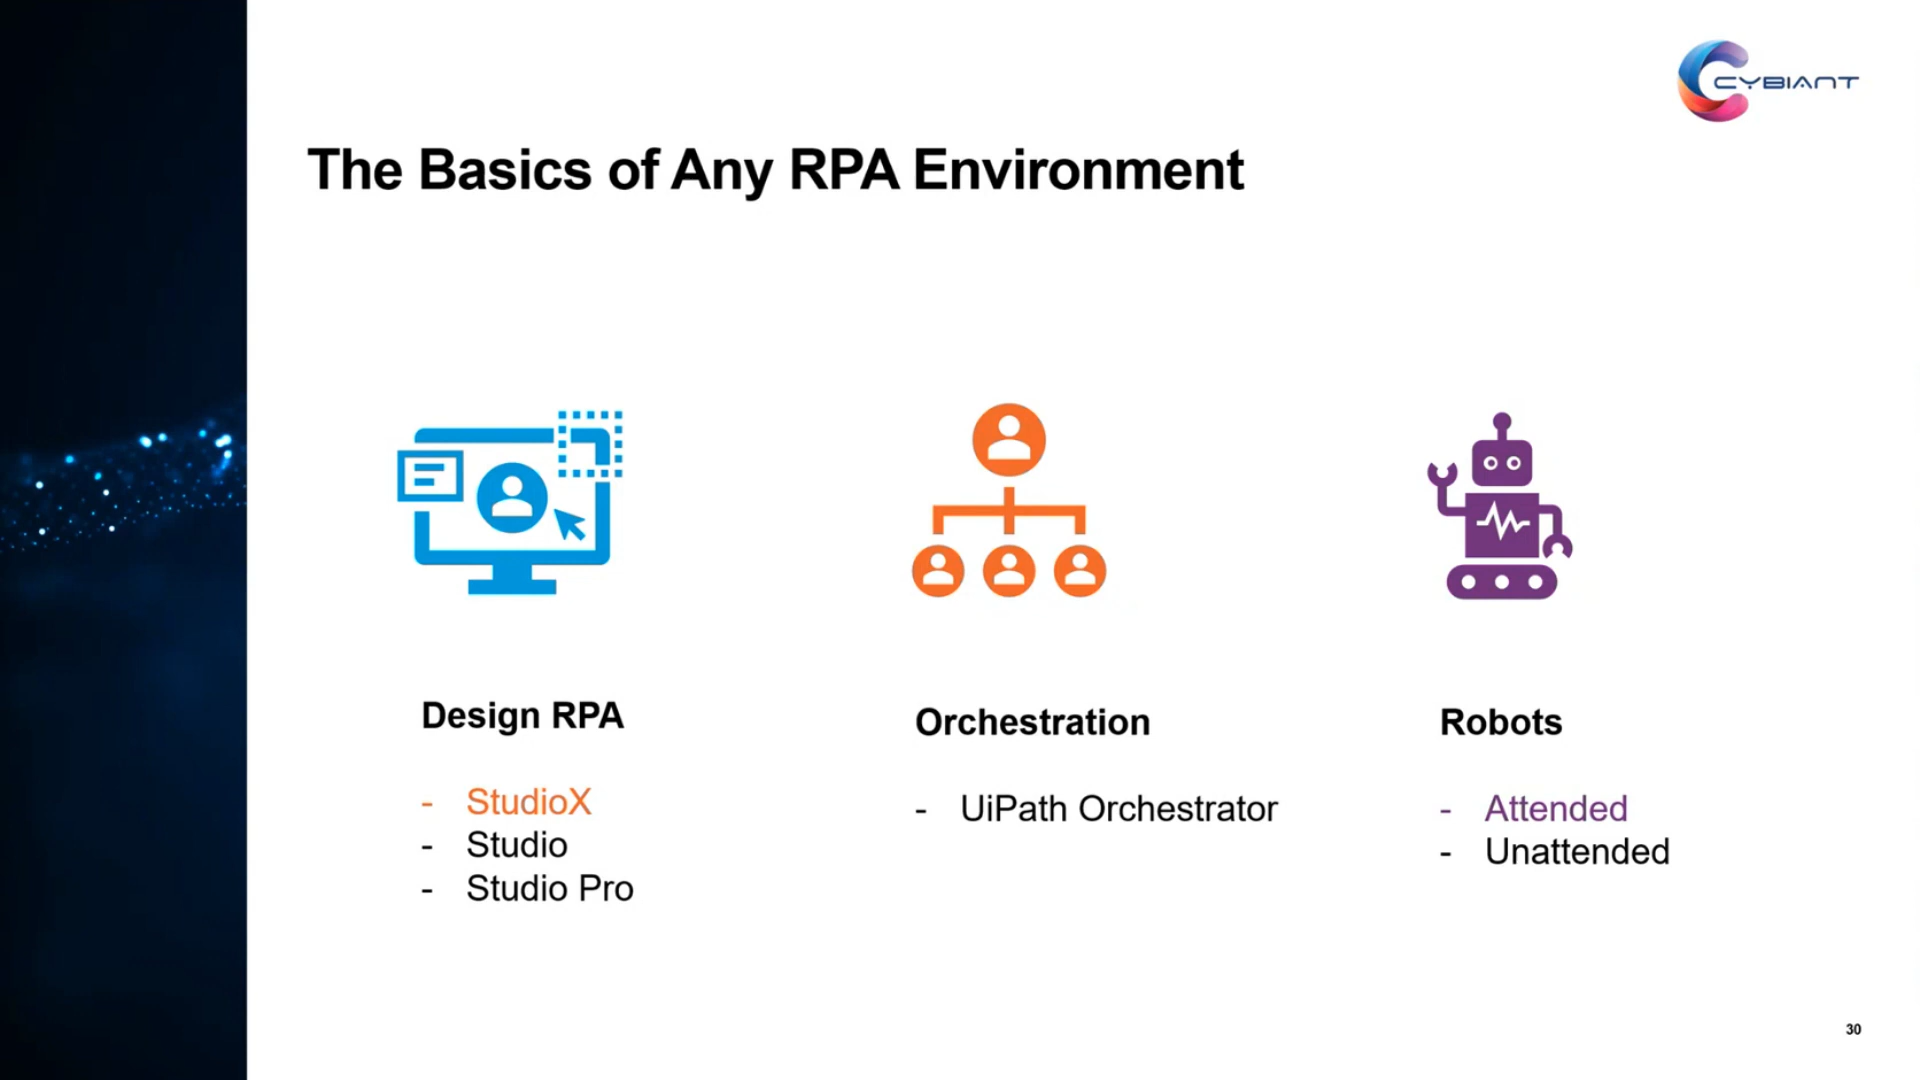 CYBIANT
The Basics of Any RPA Environment
Design RPA
- StudioX
- Studio
- Studio Pro
Orchestration
- UiPath Orchestrator
Robots
- Attended
- Unattended
30